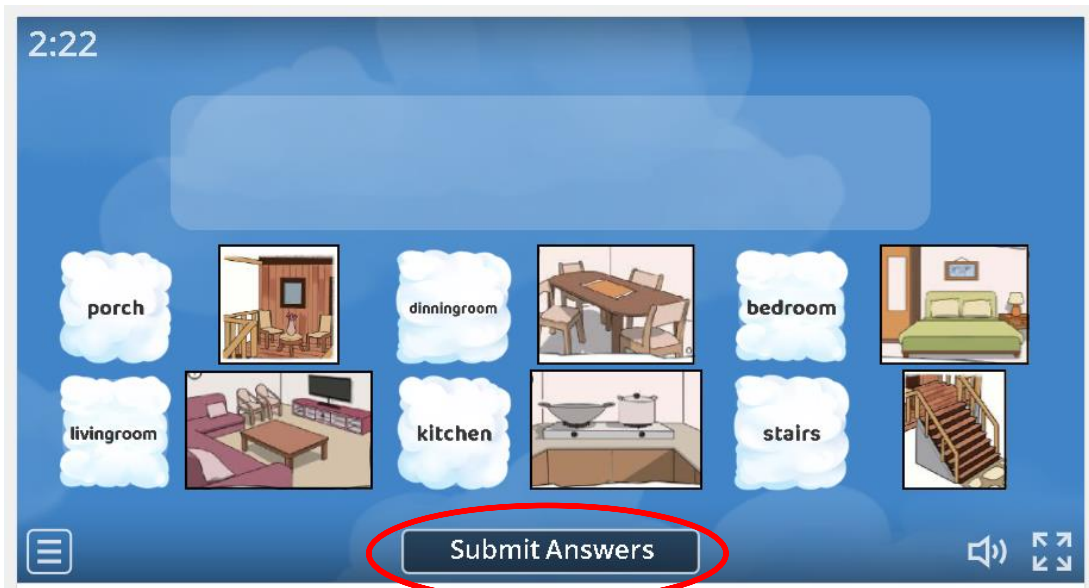 2:22
porch
dinningroom
bedroom
livingroom
kitchen
stairs
Submit Answers